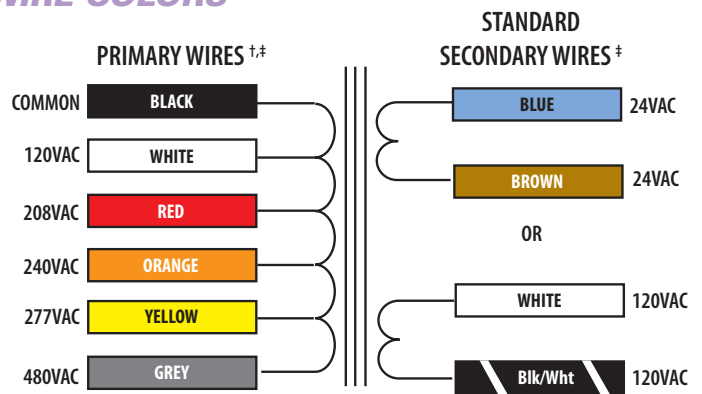 WIRE COLORS
PRIMARY WIRES †,‡
COMMON BLACK
120VAC WHITE
208VAC RED
240VAC ORANGE
277VAC YELLOW
480VAC GREY
STANDARD
SECONDARY WIRES ‡
BLUE 24VAC
BROWN 24VAC
OR
WHITE 120VAC
Blk/Wht 120VAC